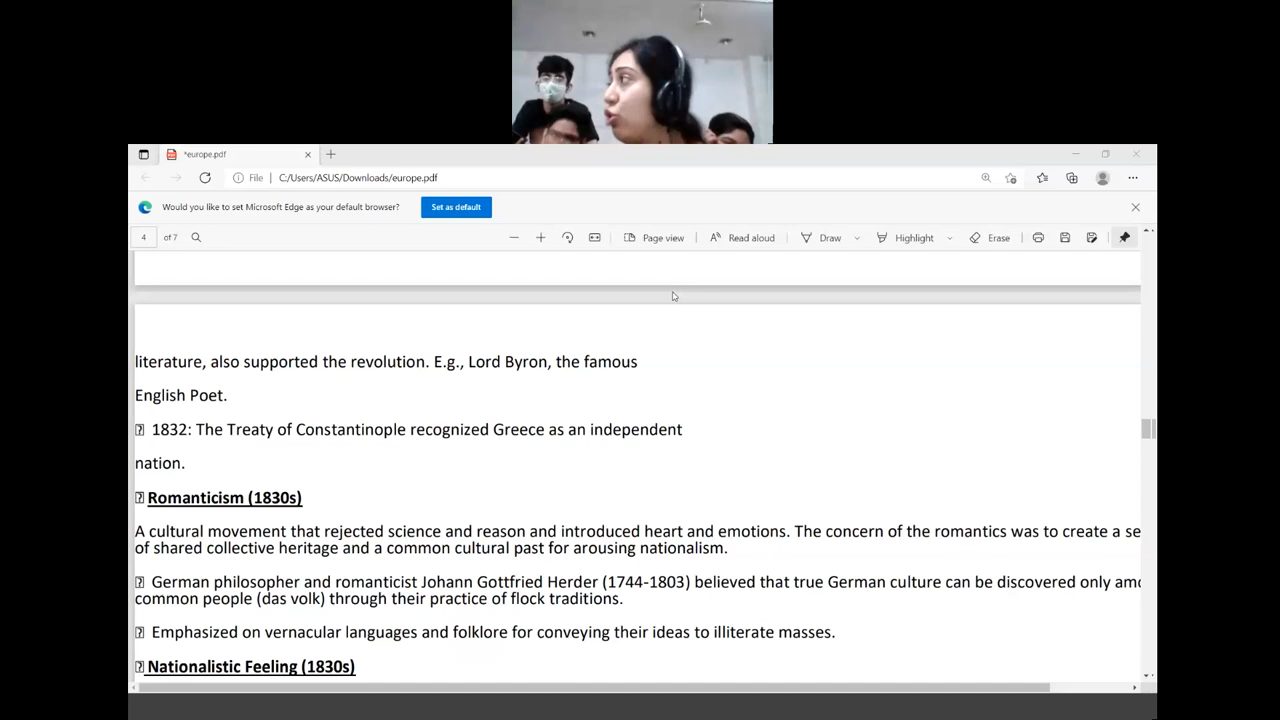 *europe.pdf
File | C:/Users/ASUS/Downloads/europe.pdf
Would you like to set Microsoft Edge as your default browser? Set as default
4 of 7 Page view Read aloud Draw Highlight Erase
literature, also supported the revolution. E.g., Lord Byron, the famous
English Poet.
1832: The Treaty of Constantinople recognized Greece as an independent
nation.
Romanticism (1830s)
A cultural movement that rejected science and reason and introduced heart and emotions. The concern of the romantics was to create a se
of shared collective heritage and a common cultural past for arousing nationalism.
German philosopher and romanticist Johann Gottfried Herder (1744-1803) believed that true German culture can be discovered only amo
common people (das volk) through their practice of flock traditions.
Emphasized on vernacular languages and folklore for conveying their ideas to illiterate masses.
Nationalistic Feeling (1830s)